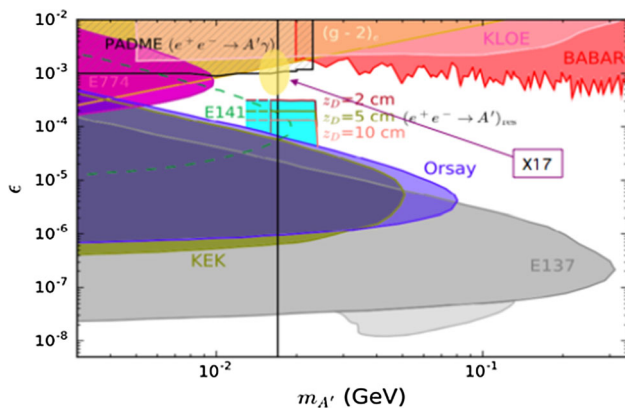 10⁻²
10⁻³
10⁻⁴
10⁻⁵
10⁻⁶
10⁻⁷
10⁻⁸
ϵ
PADME (e⁺e⁻→A′γ)
(g - 2)ₑ
KLOE
BABAR
E774
E141
z_D=2 cm
z_D=5 cm (e⁺e⁻→A′)_res
z_D=10 cm
X17
Orsay
KEK
E137
10⁻² 10⁻¹
m_A′ (GeV)